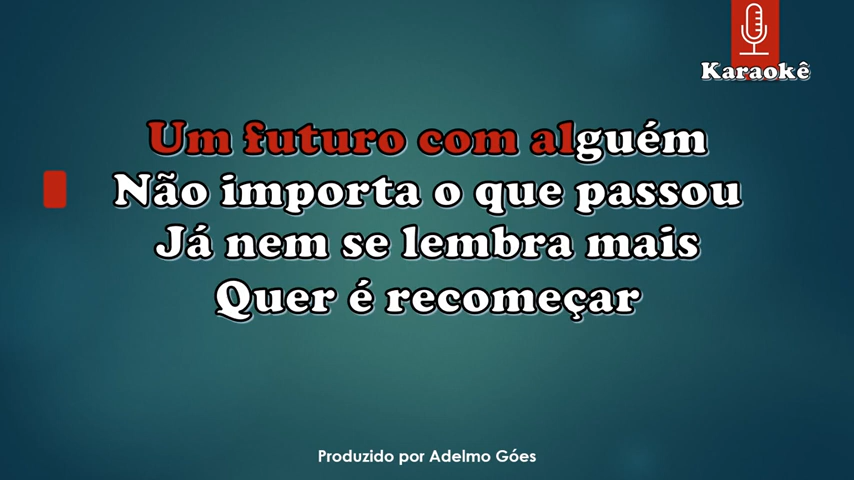 Karaokê
Um futuro com alguém
Não importa o que passou
Já nem se lembra mais
Quer é recomeçar
Produzido por Adelmo Góes